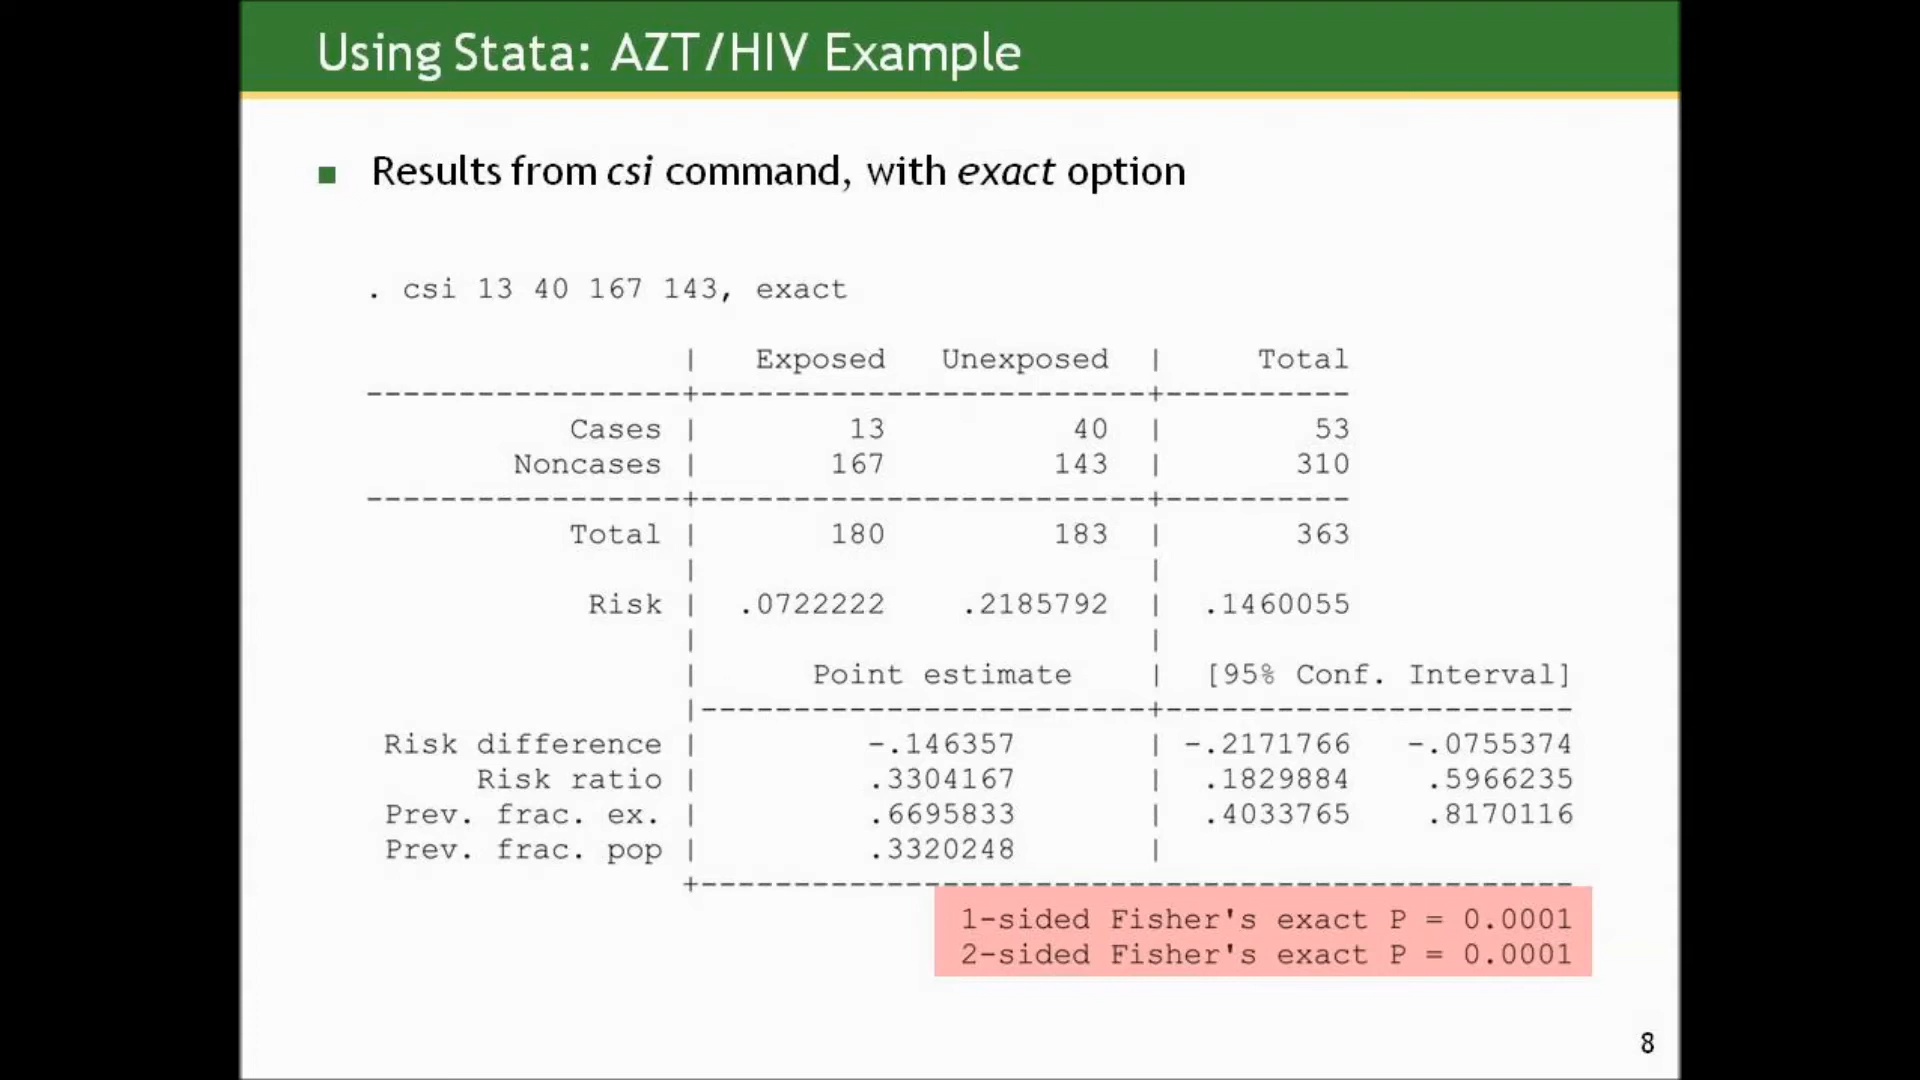 Using Stata: AZT/HIV Example
■ Results from csi command, with exact option
. csi 13 40 167 143, exact
| Exposed Unexposed | Total
-----------------+------------------------+-----------
Cases | 13 40 | 53
Noncases | 167 143 | 310
-----------------+------------------------+-----------
Total | 180 183 | 363
| |
Risk | .0722222 .2185792 | .1460055
| |
| Point estimate | [95% Conf. Interval]
|------------------------+----------------------
Risk difference | -.146357 | -.2171766 -.0755374
Risk ratio | .3304167 | .1829884 .5966235
Prev. frac. ex. | .6695833 | .4033765 .8170116
Prev. frac. pop | .3320248 |
+-----------------------------------------------
1-sided Fisher's exact P = 0.0001
2-sided Fisher's exact P = 0.0001
8